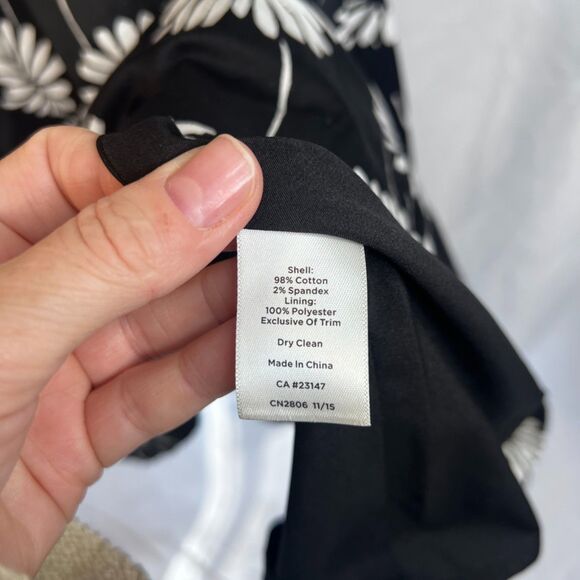 Shell:
98% Cotton
2% Spandex
Lining:
100% Polyester
Exclusive Of Trim
Dry Clean
Made In China
CA #23147
CN2806 11/15